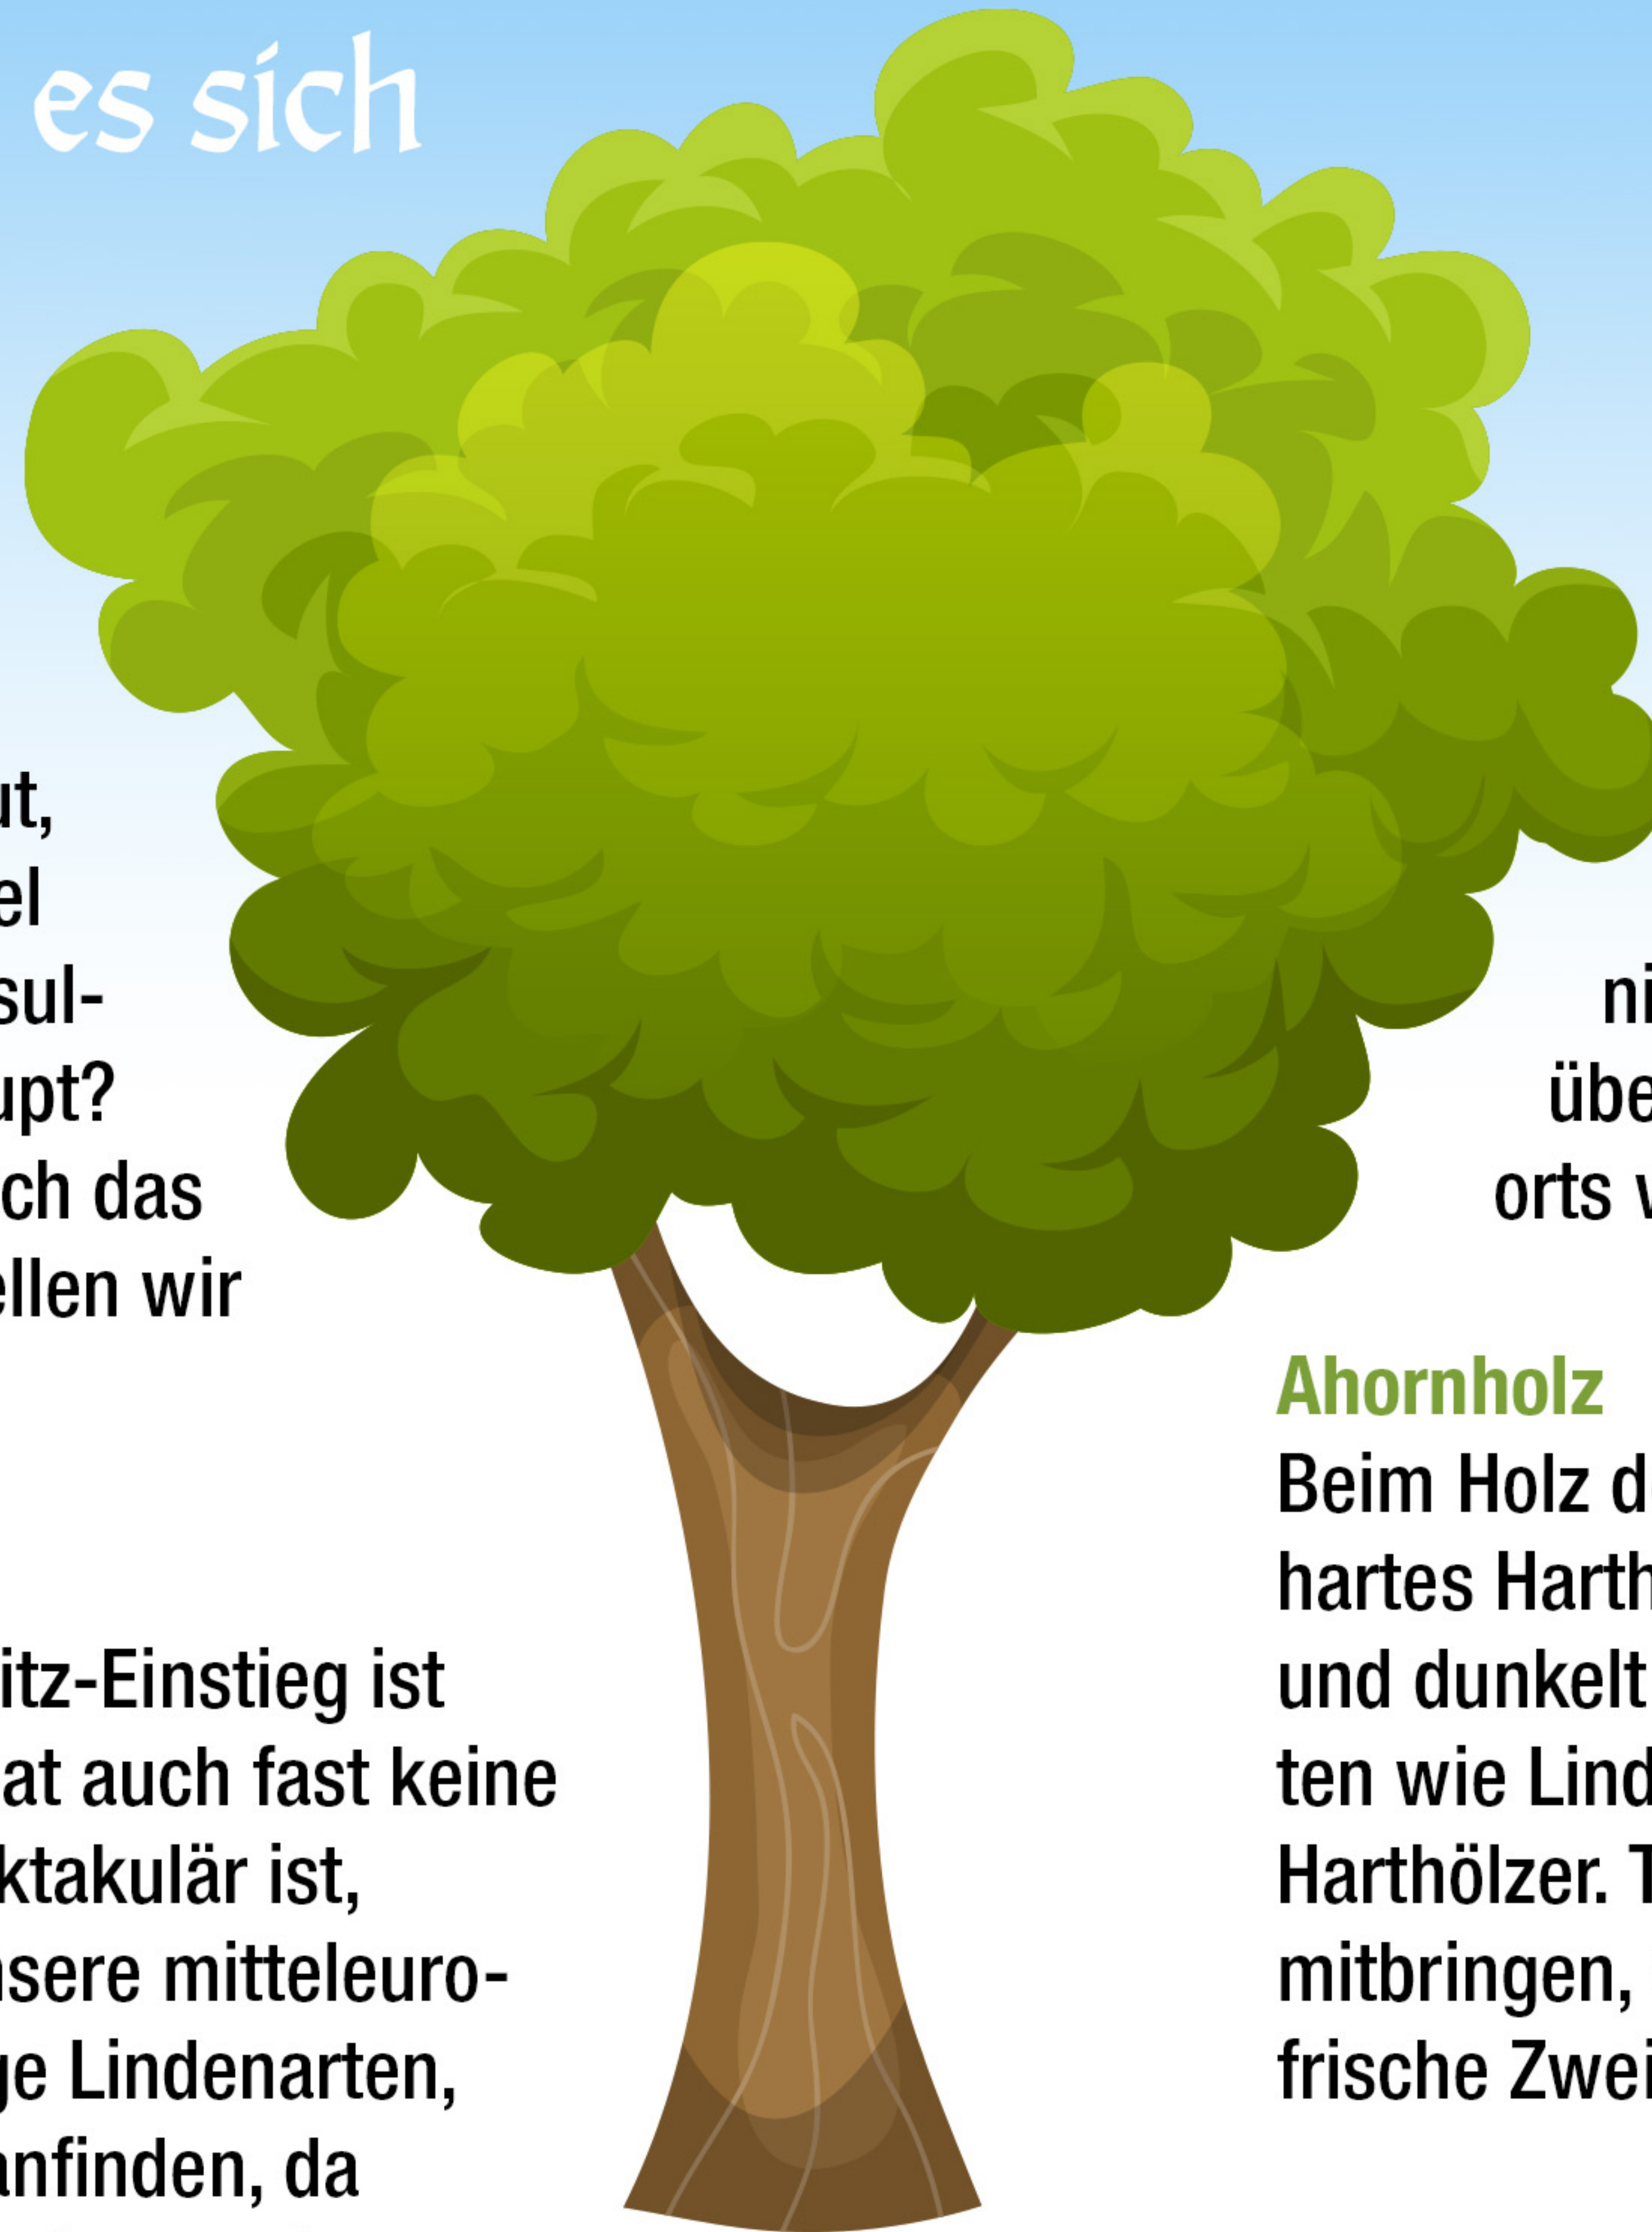 es sich
ut,
el
sul-
upt?
ch das
ellen wir
itz-Einstieg ist
at auch fast keine
ktakulär ist,
nsere mitteleuro-
ge Lindenarten,
anfinden, da
ni
übe
orts
Ahornholz
Beim Holz d
hartes Harth
und dunkelt
ten wie Lind
Harthölzer. T
mitbringen,
frische Zwei